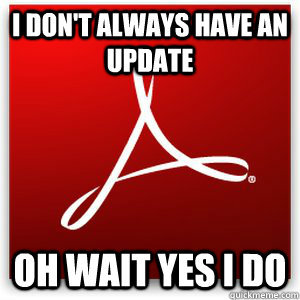 I DON'T ALWAYS HAVE AN
UPDATE
®
OH WAIT YES I DO
quickmeme.com